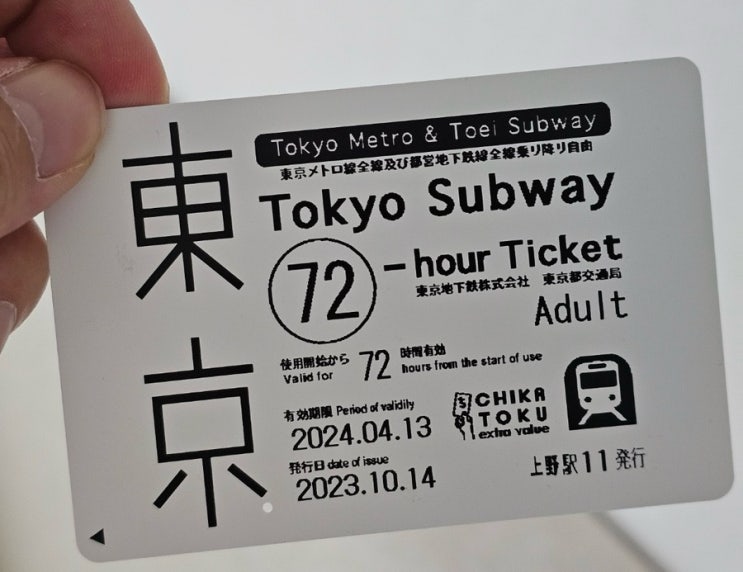 東京
Tokyo Metro & Toei Subway
東京メトロ線全線及び都営地下鉄線全線乗り降り自由
Tokyo Subway
72-hour Ticket
東京地下鉄株式会社 東京都交通局
Adult
使用開始から 72 時間有効
Valid for 72 hours from the start of use
有効期限 Period of validity
2024.04.13
発行日 date of issue
2023.10.14
CHIKA
TOKU
extra value
上野駅11発行